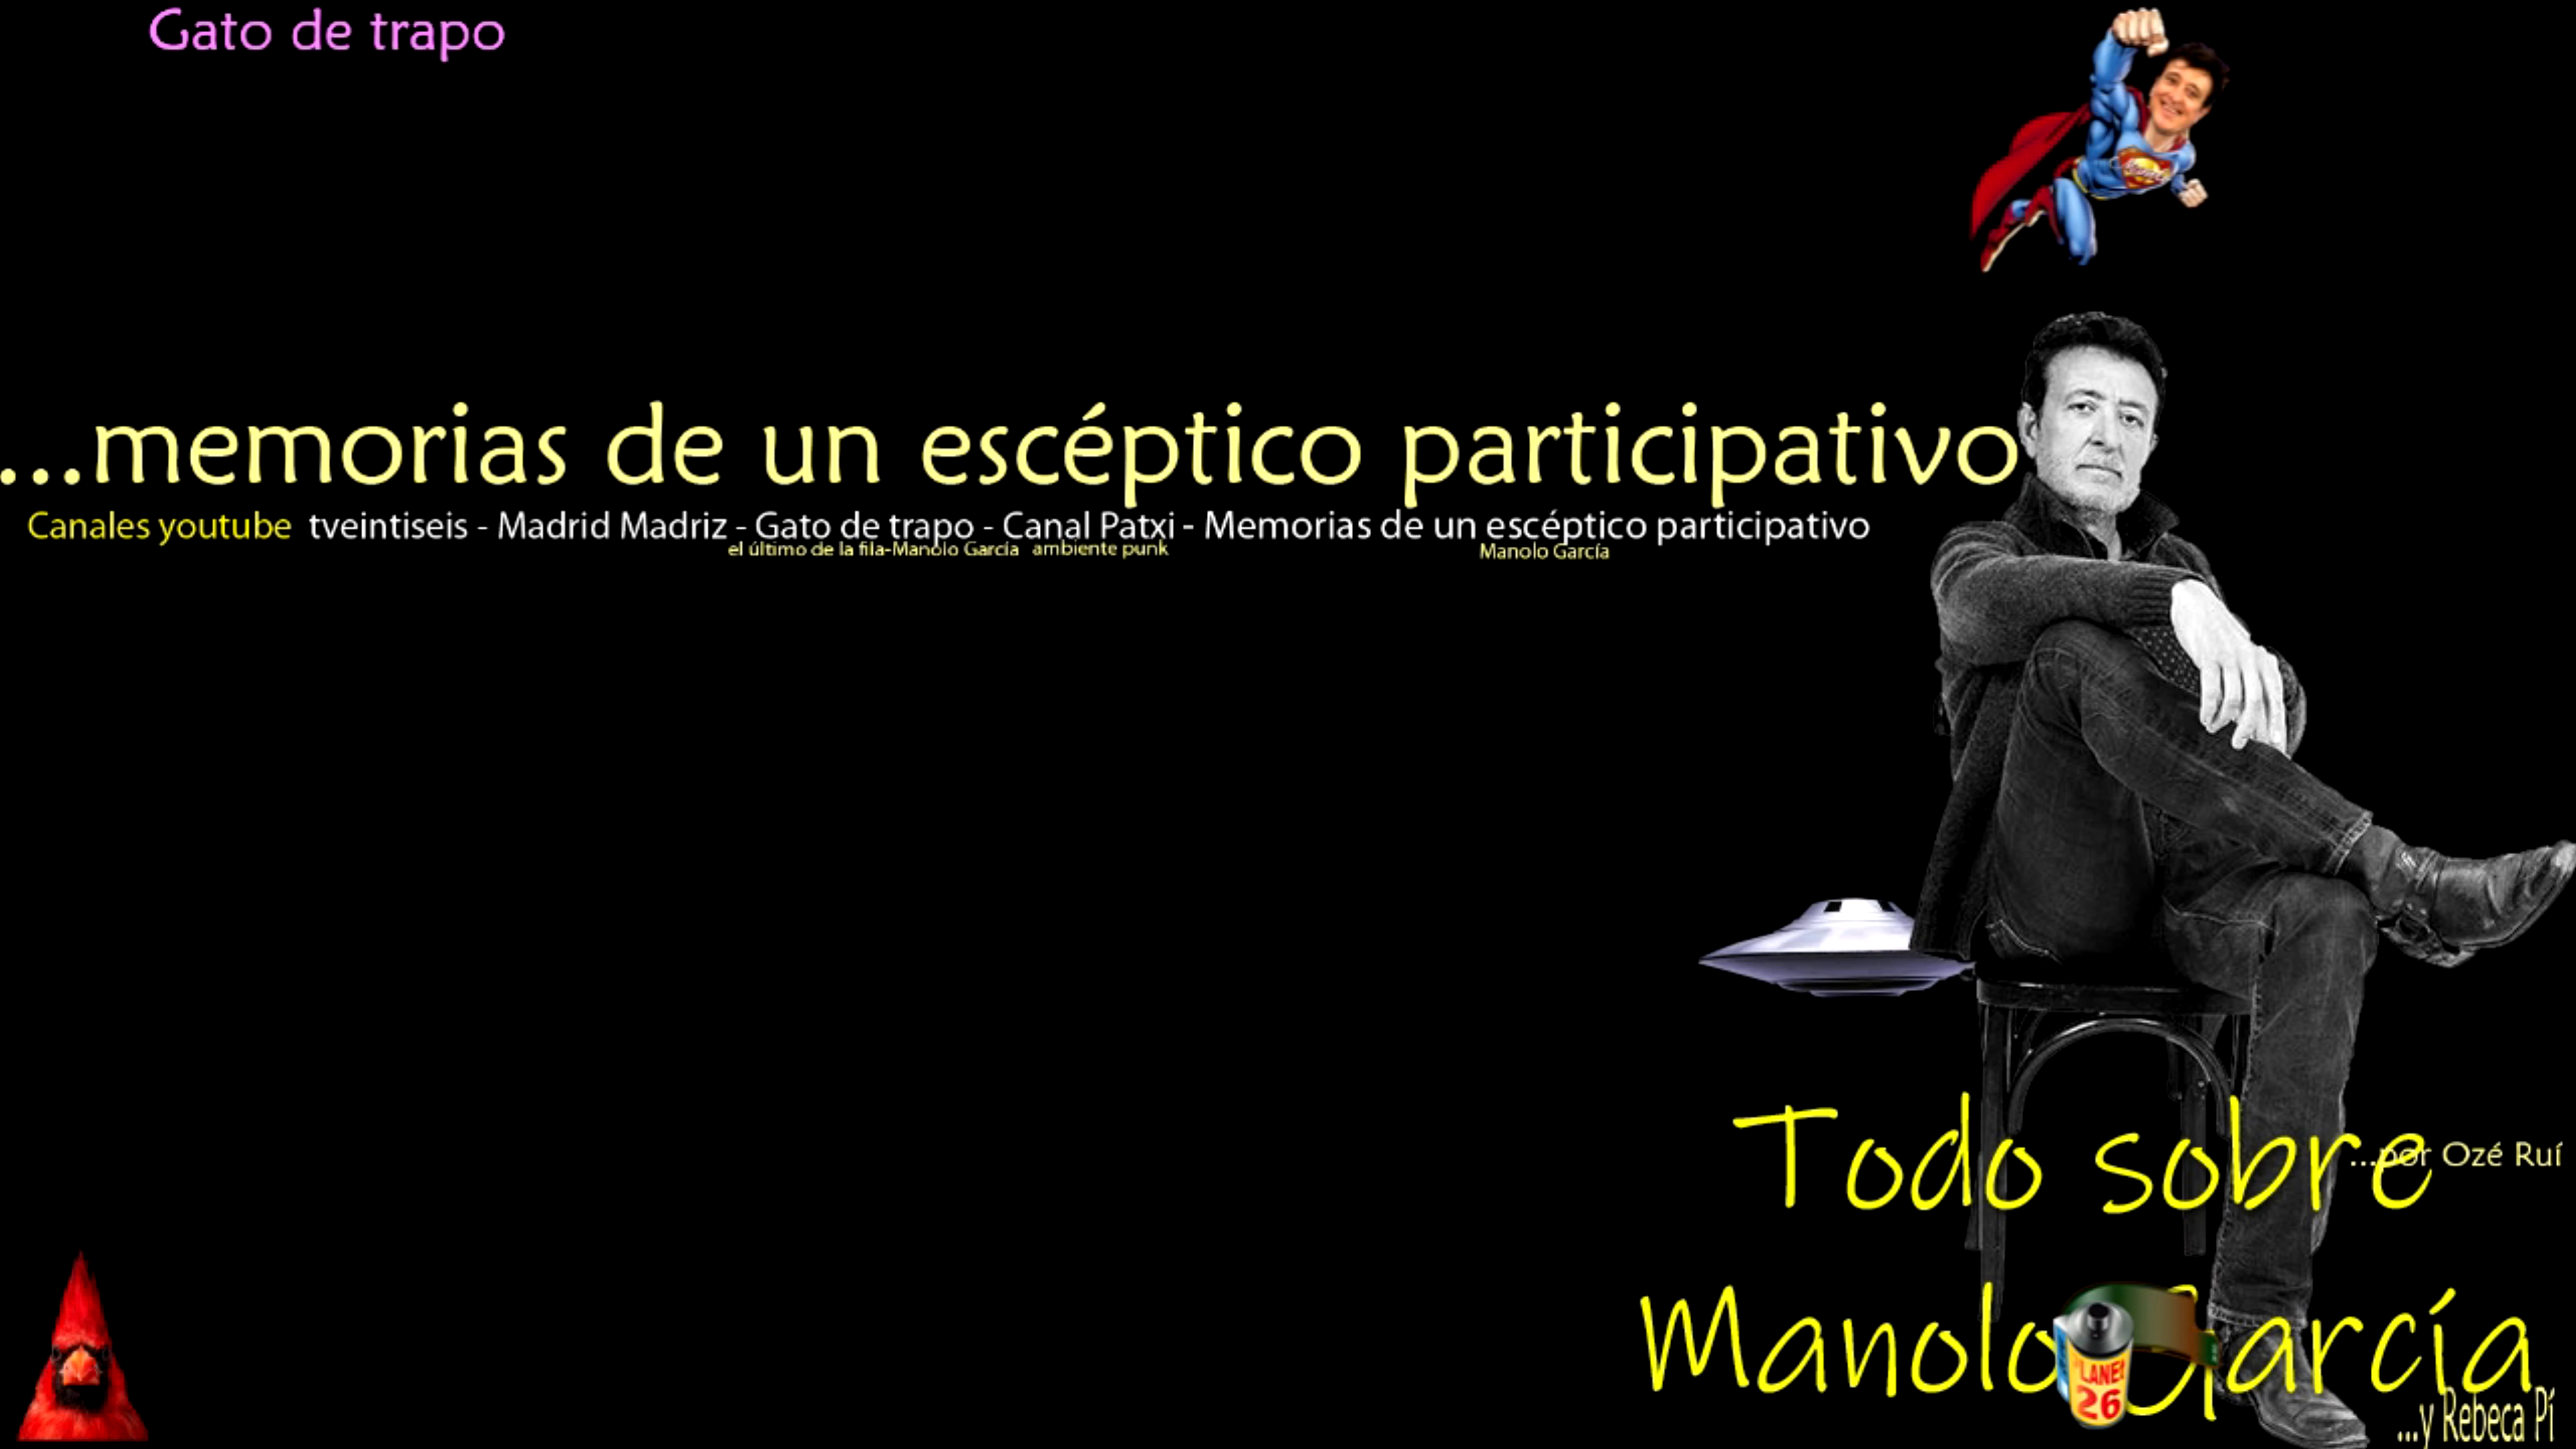 Gato de trapo
...memorias de un escéptico participativo
Canales youtube tveintiseis - Madrid Madriz - Gato de trapo - Canal Patxi - Memorias de un escéptico participativo
el último de la fila-Manolo García ambiente punk Manolo García
Todo sobre
...por Ozé Ruí
Manolo García
PLANET
26
...y Rebeca Pí